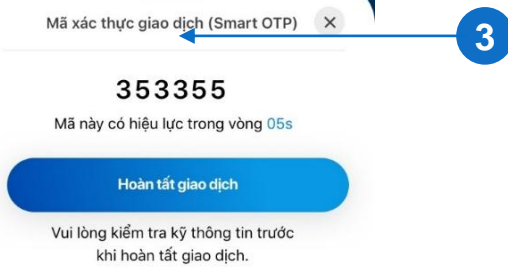 Mã xác thực giao dịch (Smart OTP)
3
353355
Mã này có hiệu lực trong vòng 05s
Hoàn tất giao dịch
Vui lòng kiểm tra kỹ thông tin trước
khi hoàn tất giao dịch.